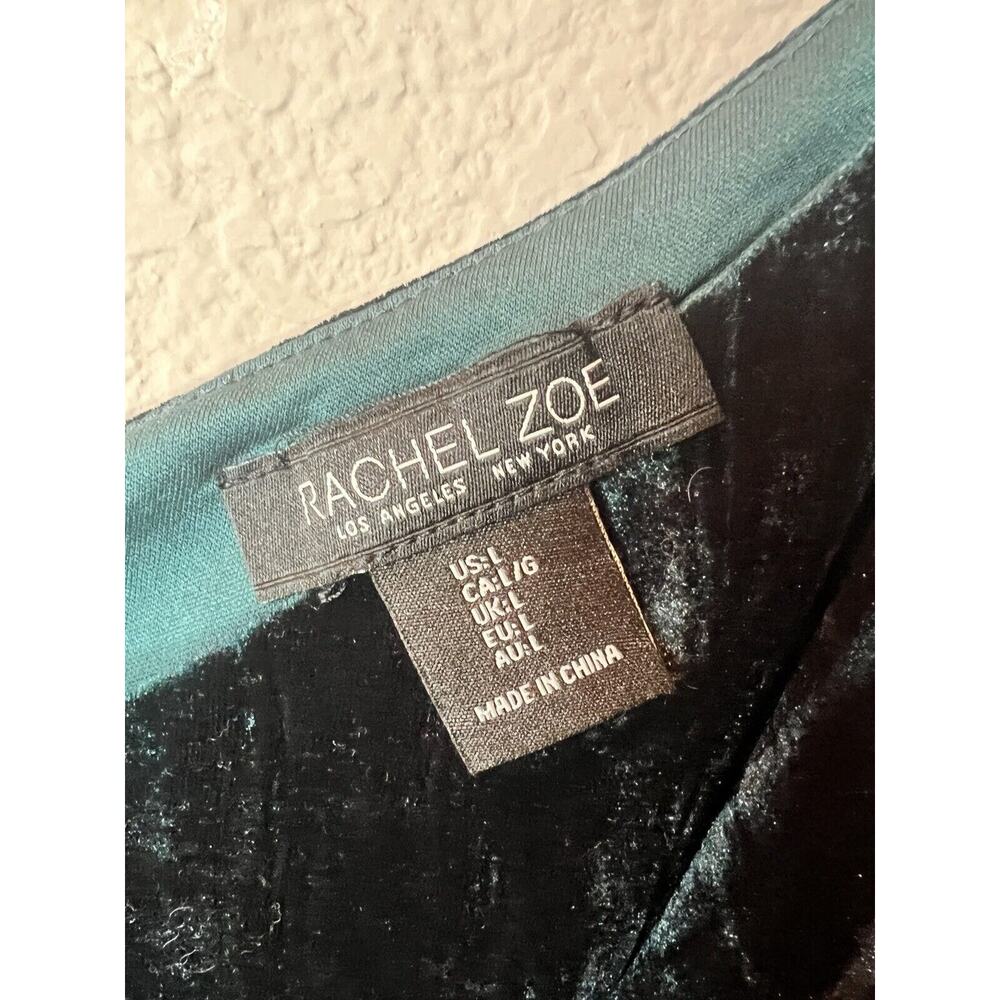 RACHEL ZOE
LOS ANGELES NEW YORK
US:L
CA:L/G
UK:L
EU:L
AU:L
MADE IN CHINA